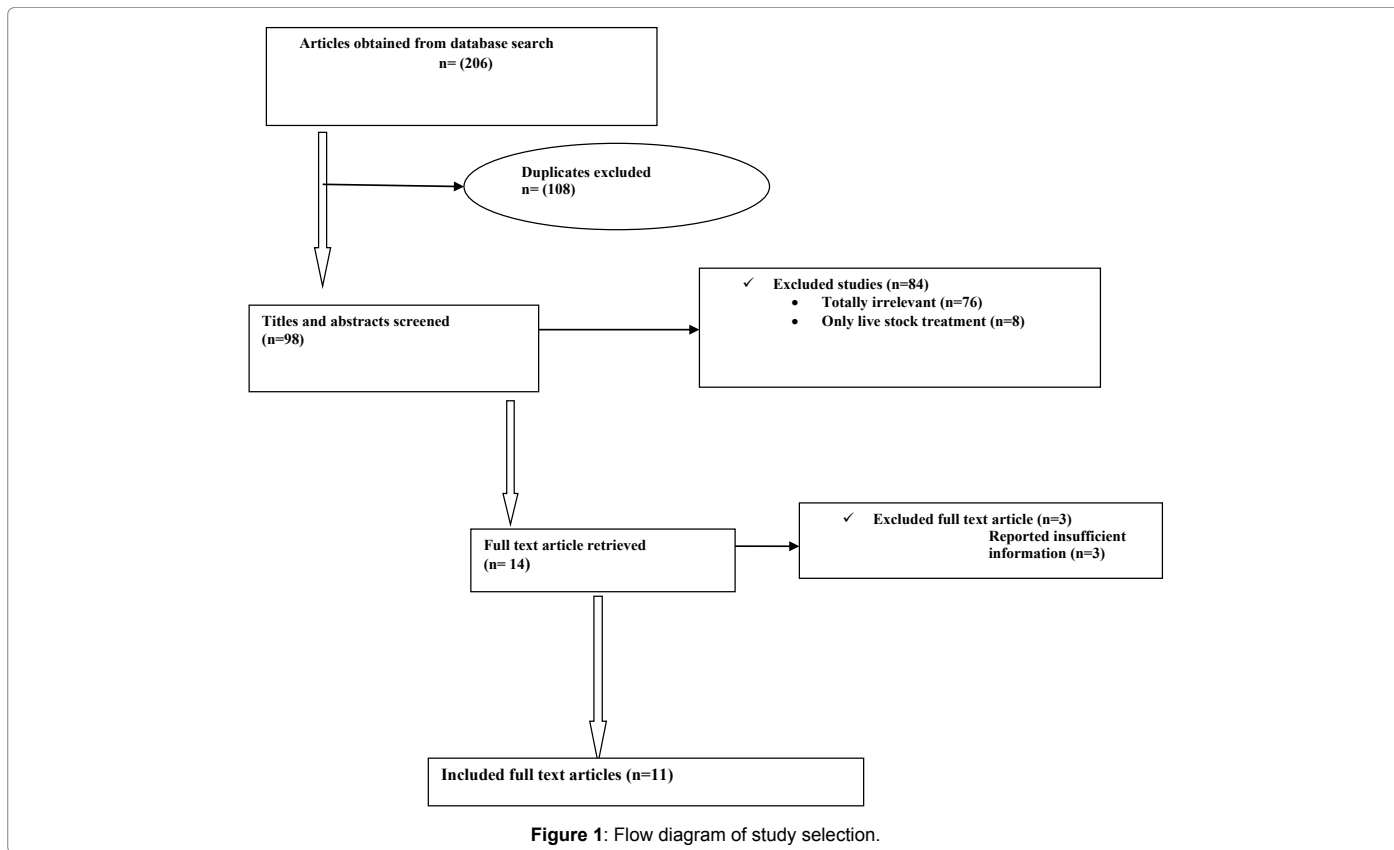 Articles obtained from database search
n= (206)
Duplicates excluded
n= (108)
Titles and abstracts screened
(n=98)
✓ Excluded studies (n=84)
• Totally irrelevant (n=76)
• Only live stock treatment (n=8)
Full text article retrieved
(n= 14)
✓ Excluded full text article (n=3)
Reported insufficient
information (n=3)
Included full text articles (n=11)
Figure 1: Flow diagram of study selection.